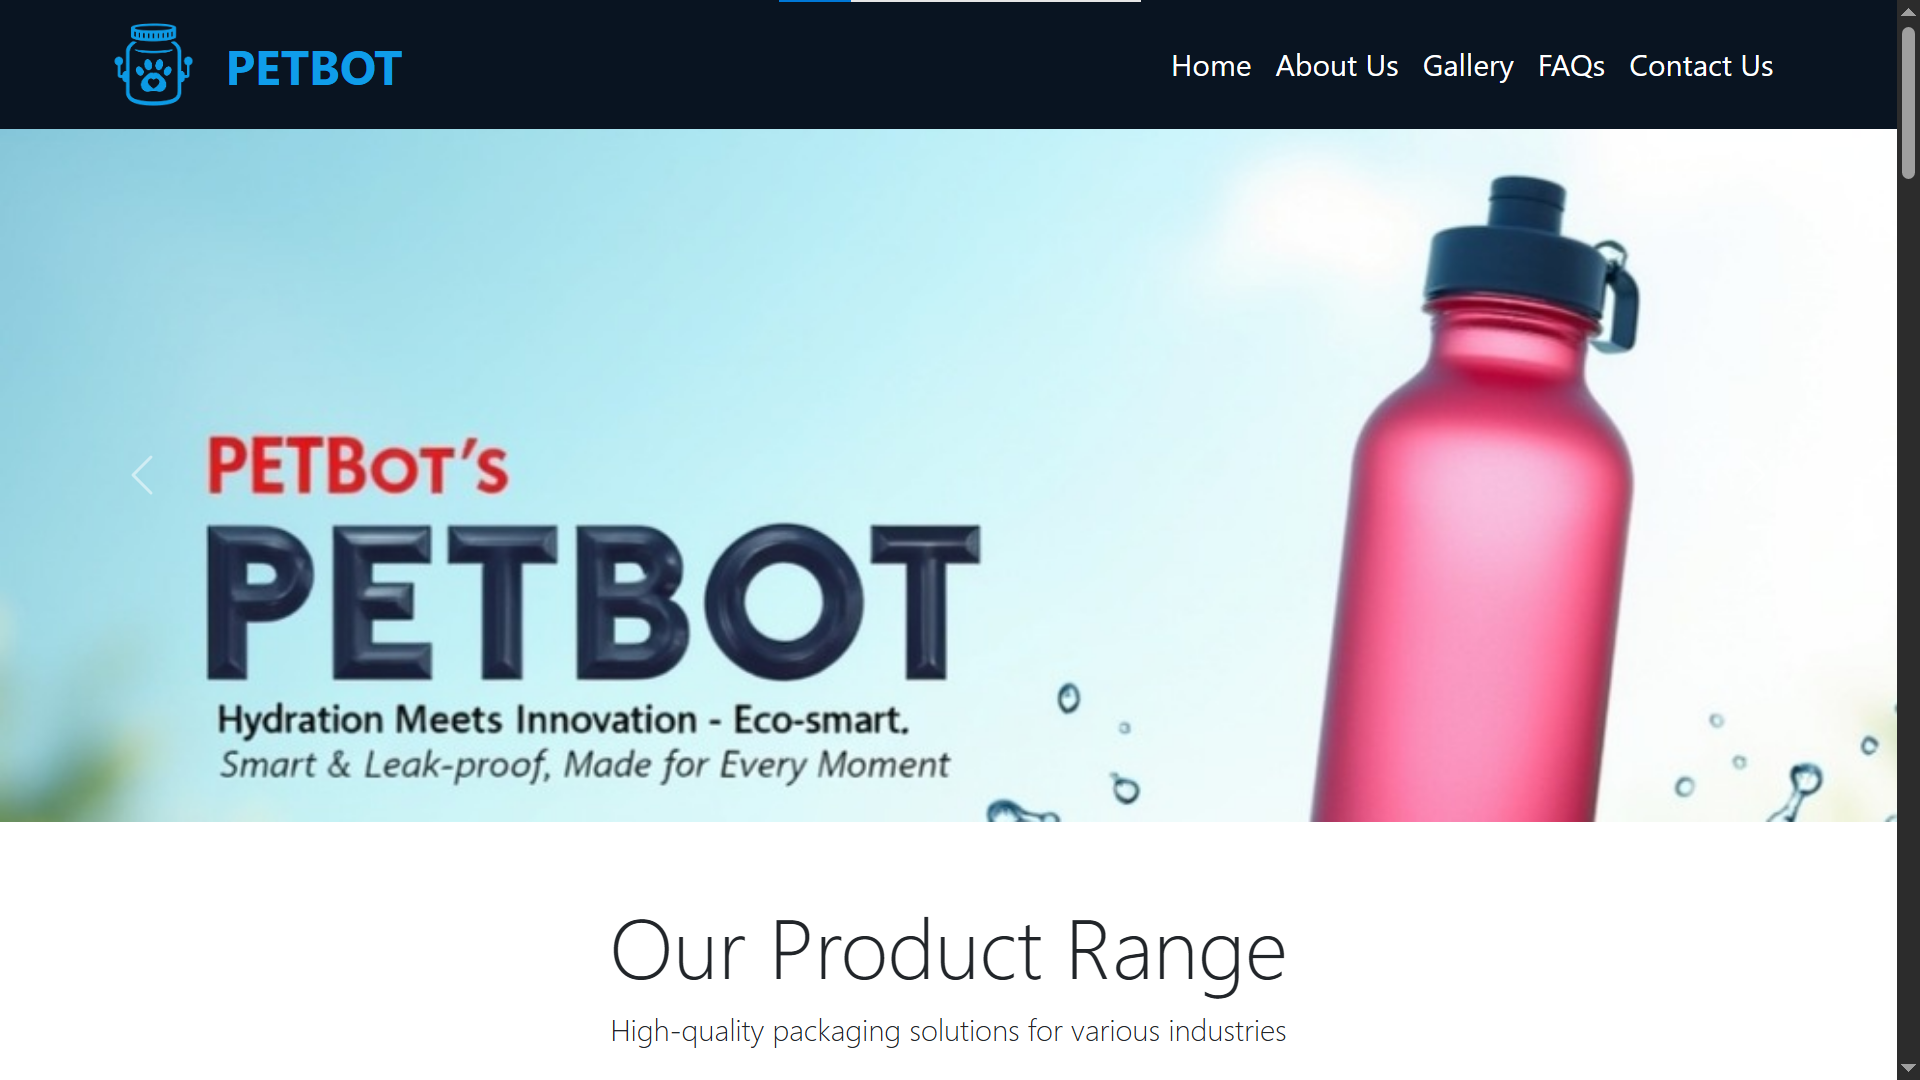 PETBOT
Home About Us Gallery FAQs Contact Us
PETBOT'S
PETBOT
Hydration Meets Innovation - Eco-smart.
Smart & Leak-proof, Made for Every Moment
Our Product Range
High-quality packaging solutions for various industries